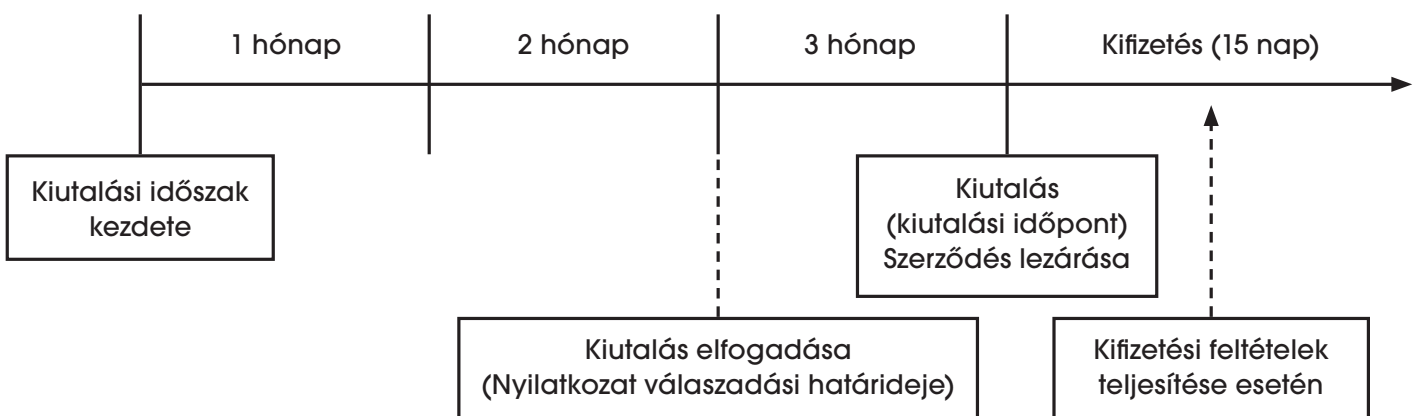 1 hónap
2 hónap
3 hónap
Kifizetés (15 nap)
Kiutalási időszak
kezdete
Kiutalás
(kiutalási időpont)
Szerződés lezárása
Kiutalás elfogadása
(Nyilatkozat válaszadási határideje)
Kifizetési feltételek
teljesítése esetén